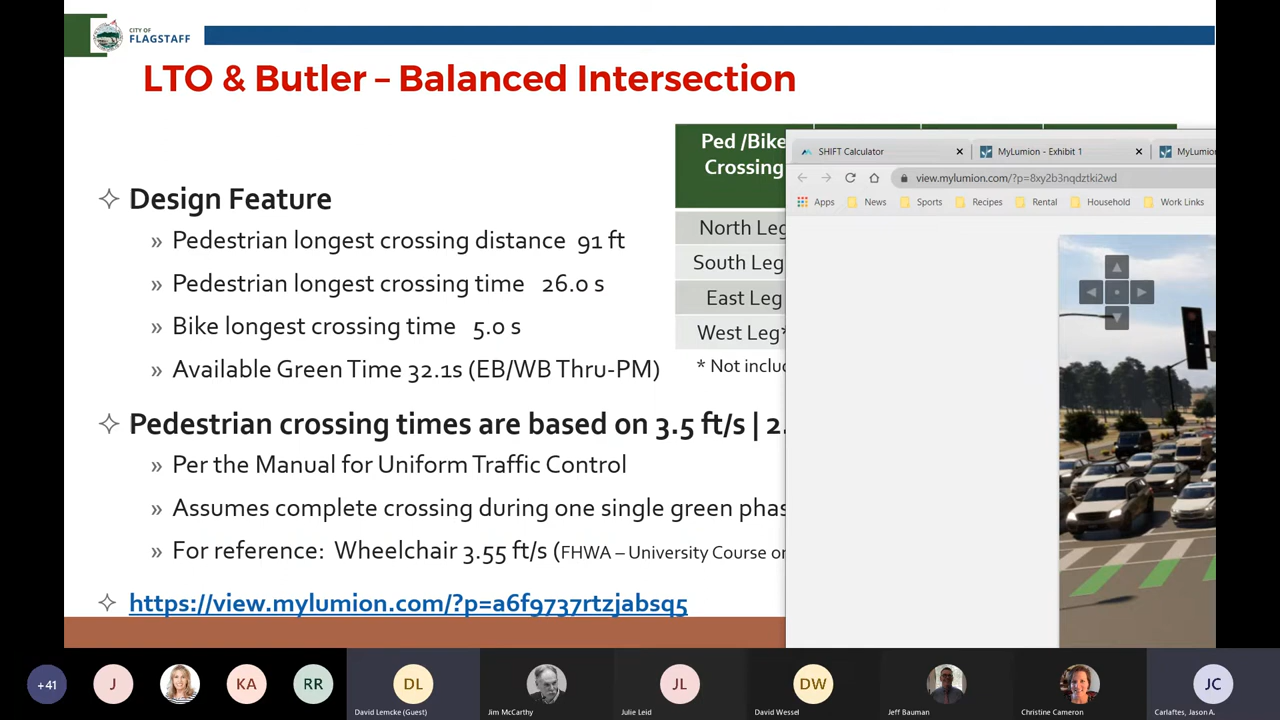 CITY OF
FLAGSTAFF
LTO & Butler – Balanced Intersection
Design Feature
» Pedestrian longest crossing distance 91 ft
» Pedestrian longest crossing time 26.0 s
» Bike longest crossing time 5.0 s
» Available Green Time 32.1s (EB/WB Thru-PM)
Pedestrian crossing times are based on 3.5 ft/s | 2.
» Per the Manual for Uniform Traffic Control
» Assumes complete crossing during one single green phas
» For reference: Wheelchair 3.55 ft/s (FHWA – University Course o
https://view.mylumion.com/?p=a6f9737rtzjabsq5
Ped /Bike
Crossing
North Leg
South Leg
East Leg
West Leg*
* Not inclu
SHIFT Calculator
MyLumion - Exhibit 1
MyLumion
view.mylumion.com/?p=8xy2b3nqdztki2wd
Apps News Sports Recipes Rental Household Work Links
+41 J KA RR DL JL DW JC
David Lemcke (Guest) Jim McCarthy Julie Leid David Wessel Jeff Bauman Christine Cameron Carlaftes, Jason A.